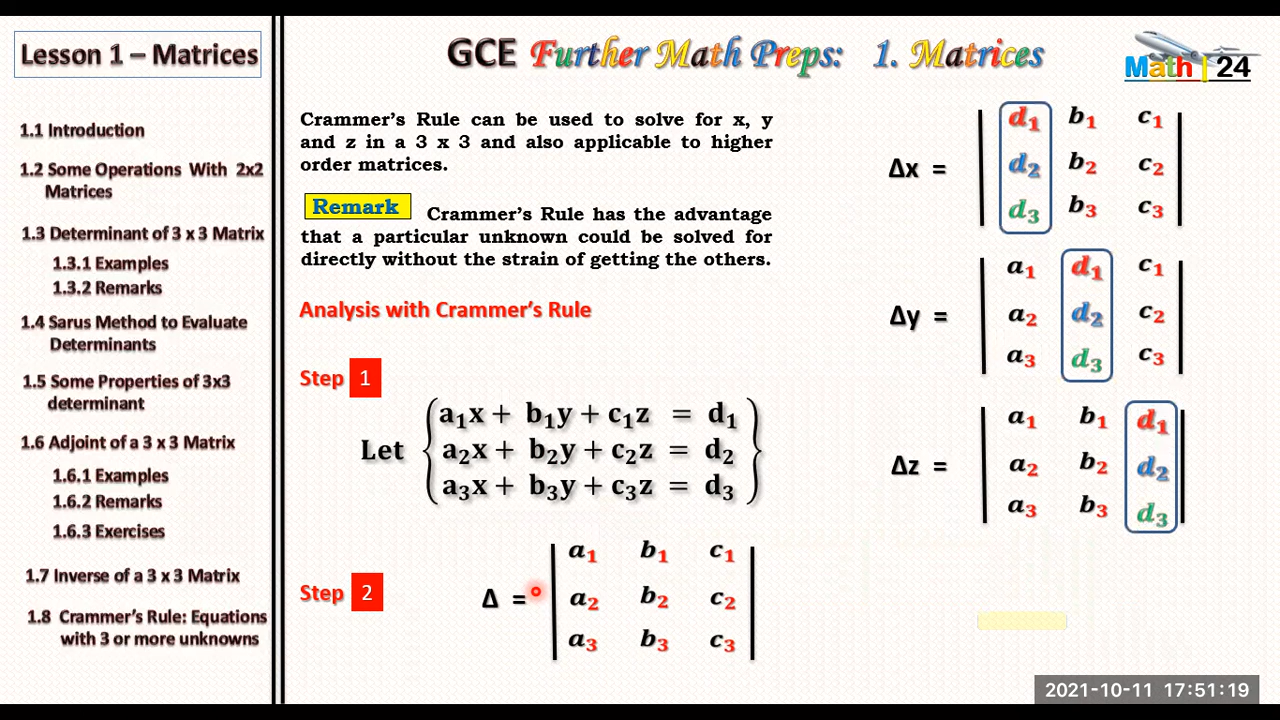 Lesson 1 – Matrices
1.1 Introduction
1.2 Some Operations With 2x2
Matrices
1.3 Determinant of 3 x 3 Matrix
1.3.1 Examples
1.3.2 Remarks
1.4 Sarus Method to Evaluate
Determinants
1.5 Some Properties of 3x3
determinant
1.6 Adjoint of a 3 x 3 Matrix
1.6.1 Examples
1.6.2 Remarks
1.6.3 Exercises
1.7 Inverse of a 3 x 3 Matrix
1.8 Crammer’s Rule: Equations
with 3 or more unknowns
GCE Further Math Preps: 1. Matrices
Math | 24
Crammer’s Rule can be used to solve for x, y
and z in a 3 x 3 and also applicable to higher
order matrices.
Remark Crammer’s Rule has the advantage
that a particular unknown could be solved for
directly without the strain of getting the others.
Analysis with Crammer’s Rule
Step 1
a₁x + b₁y + c₁z = d₁
Let a₂x + b₂y + c₂z = d₂
a₃x + b₃y + c₃z = d₃
Step 2
a₁ b₁ c₁
Δ = a₂ b₂ c₂
a₃ b₃ c₃
d₁ b₁ c₁
Δx = d₂ b₂ c₂
d₃ b₃ c₃
a₁ d₁ c₁
Δy = a₂ d₂ c₂
a₃ d₃ c₃
a₁ b₁ d₁
Δz = a₂ b₂ d₂
a₃ b₃ d₃
2021-10-11 17:51:19